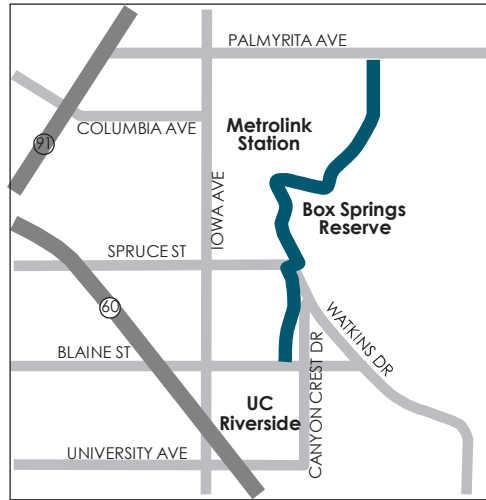 PALMYRITA AVE
COLUMBIA AVE
91
Metrolink
Station
IOWA AVE
Box Springs
Reserve
SPRUCE ST
60
WATKINS DR
BLAINE ST
CANYON CREST DR
UC
Riverside
UNIVERSITY AVE